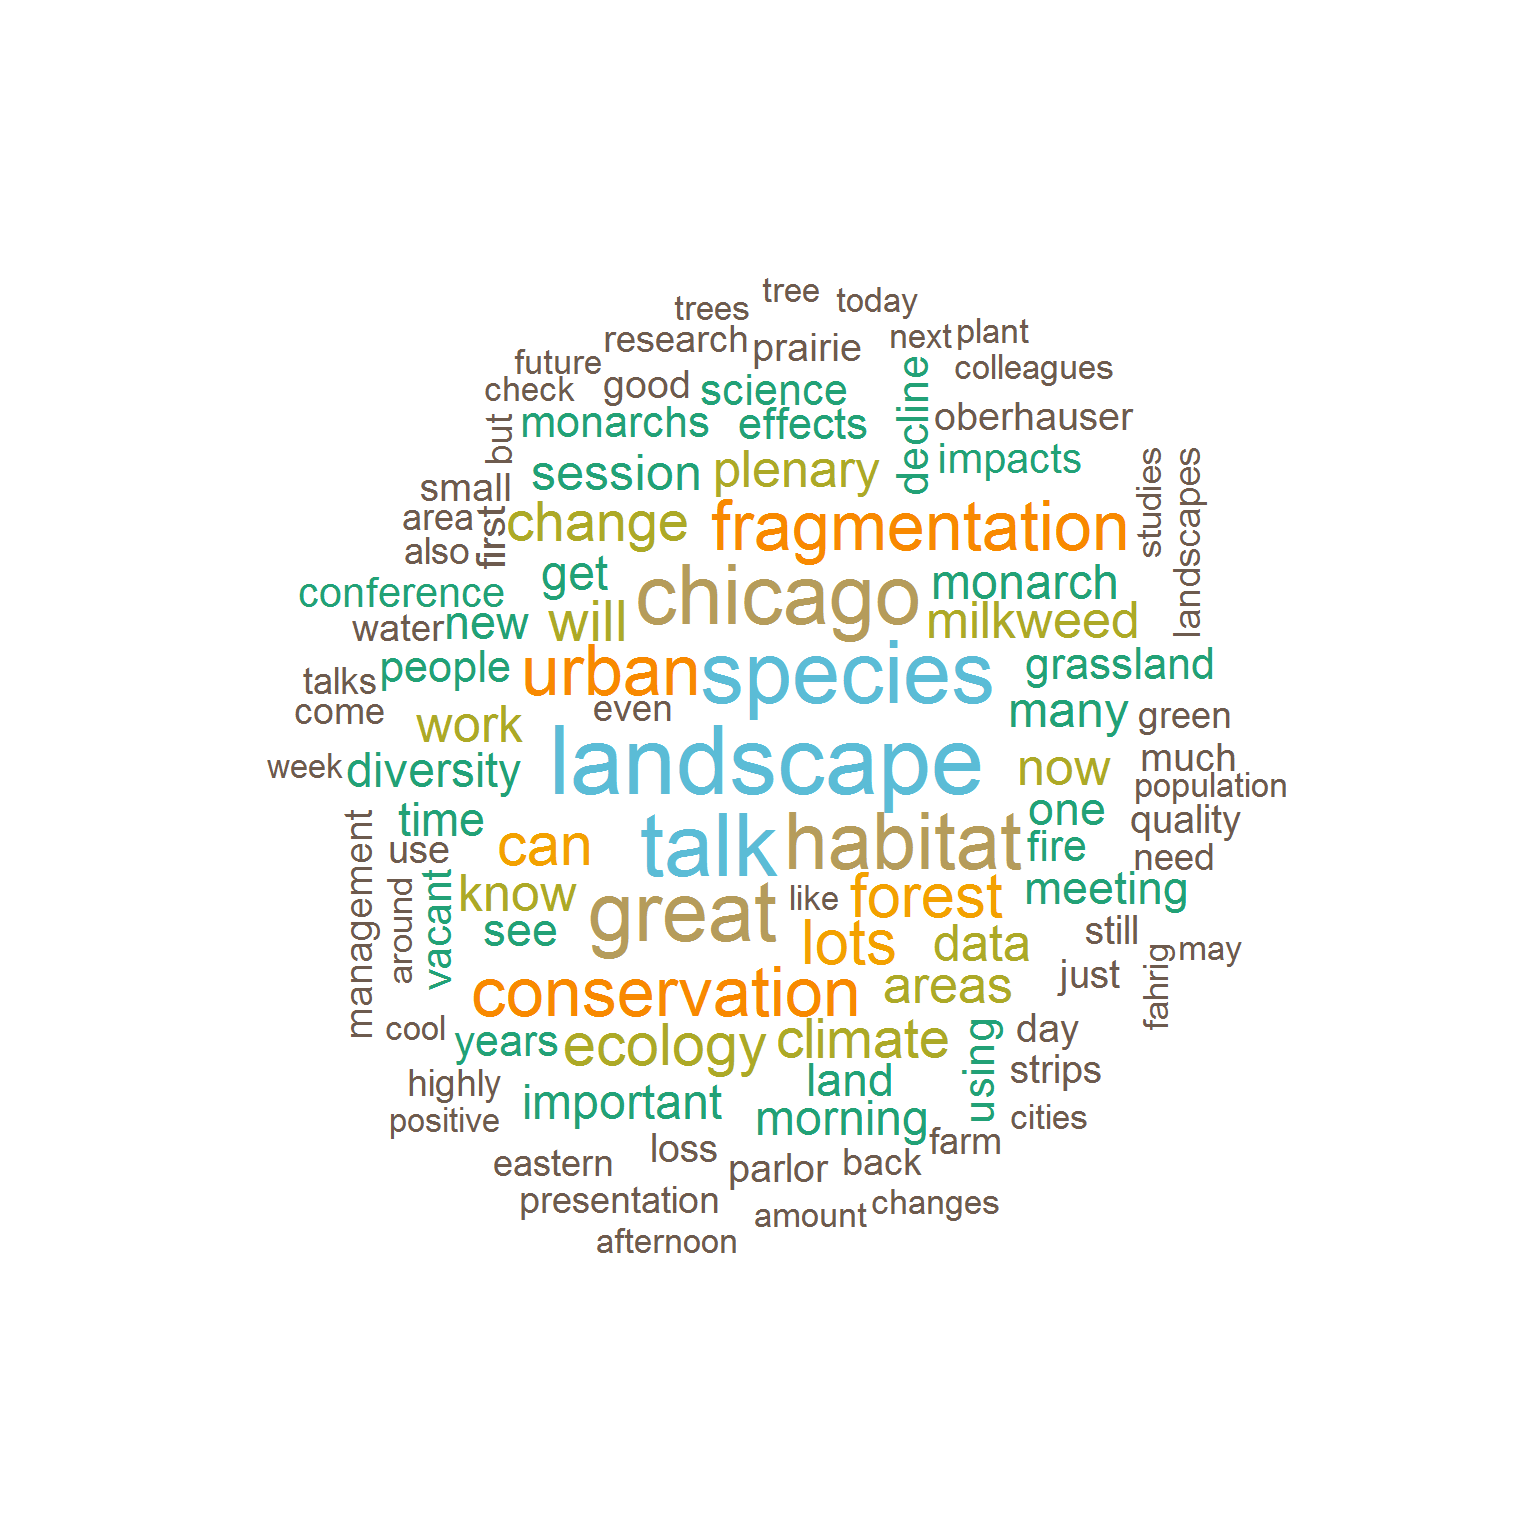 tree
today
trees
research
prairie
next
plant
future
colleagues
check
good
science
decline
monarchs
effects
oberhauser
but
session
plenary
impacts
small
studies
landscapes
area
first
change
fragmentation
also
get
chicago
monarch
conference
water
new
will
milkweed
people
urban
species
grassland
talks
come
even
work
many
green
week
diversity
landscape
now
much
population
time
can
talk
habitat
one
quality
management
use
fire
need
around
vacant
know
great
like
forest
meeting
see
lots
data
still
may
conservation
areas
just
fahrig
cool
years
ecology
climate
using
day
highly
land
strips
positive
important
morning
cities
farm
eastern
loss
parlor
back
presentation
amount
changes
afternoon